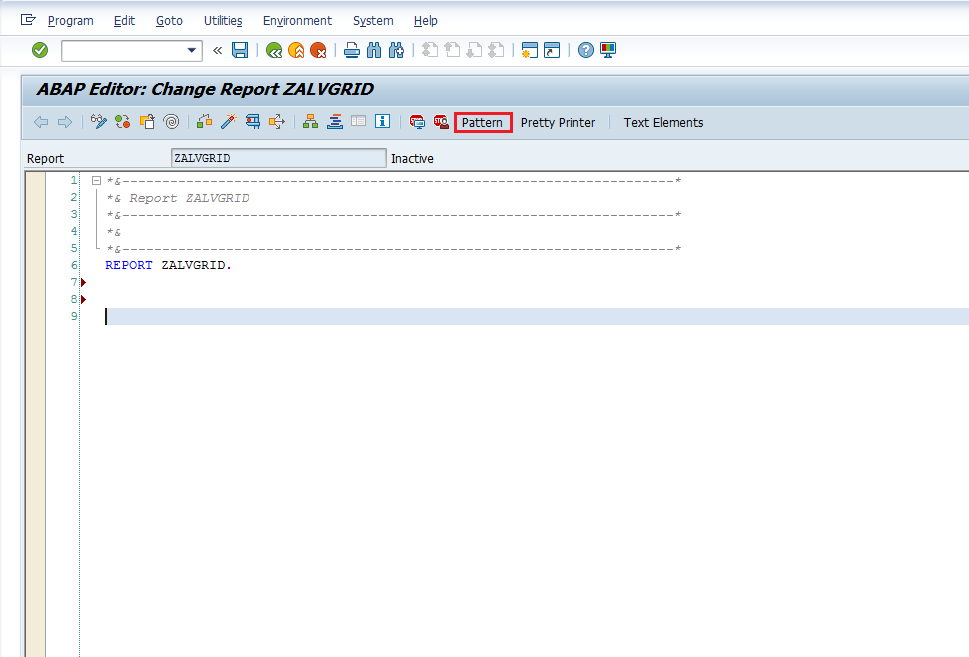 Program Edit Goto Utilities Environment System Help
«
ABAP Editor: Change Report ZALVGRID
Pattern Pretty Printer Text Elements
Report ZALVGRID Inactive
1 *&---------------------------------------------------------------------*
2 *& Report ZALVGRID
3 *&---------------------------------------------------------------------*
4 *&
5 *&---------------------------------------------------------------------*
6 REPORT ZALVGRID.
7
8
9